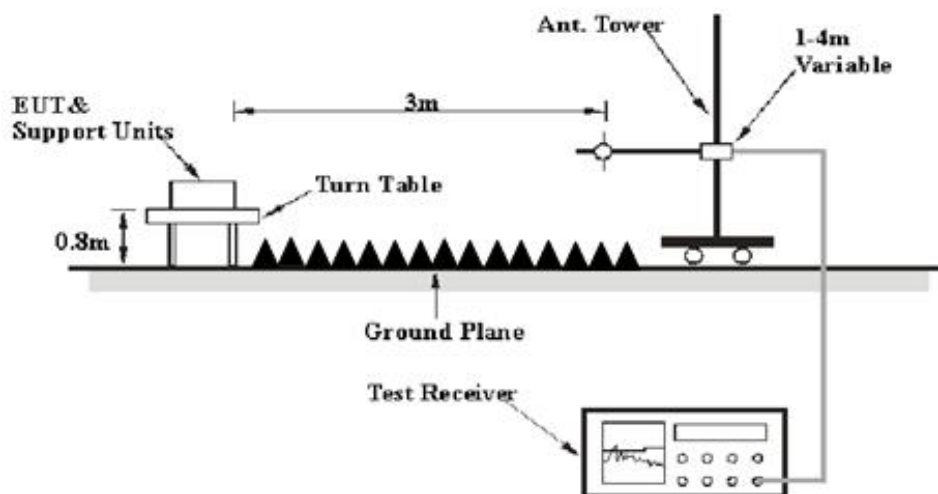 Ant. Tower
1-4m
Variable
EUT&
Support Units
3m
Turn Table
0.8m
Ground Plane
Test Receiver